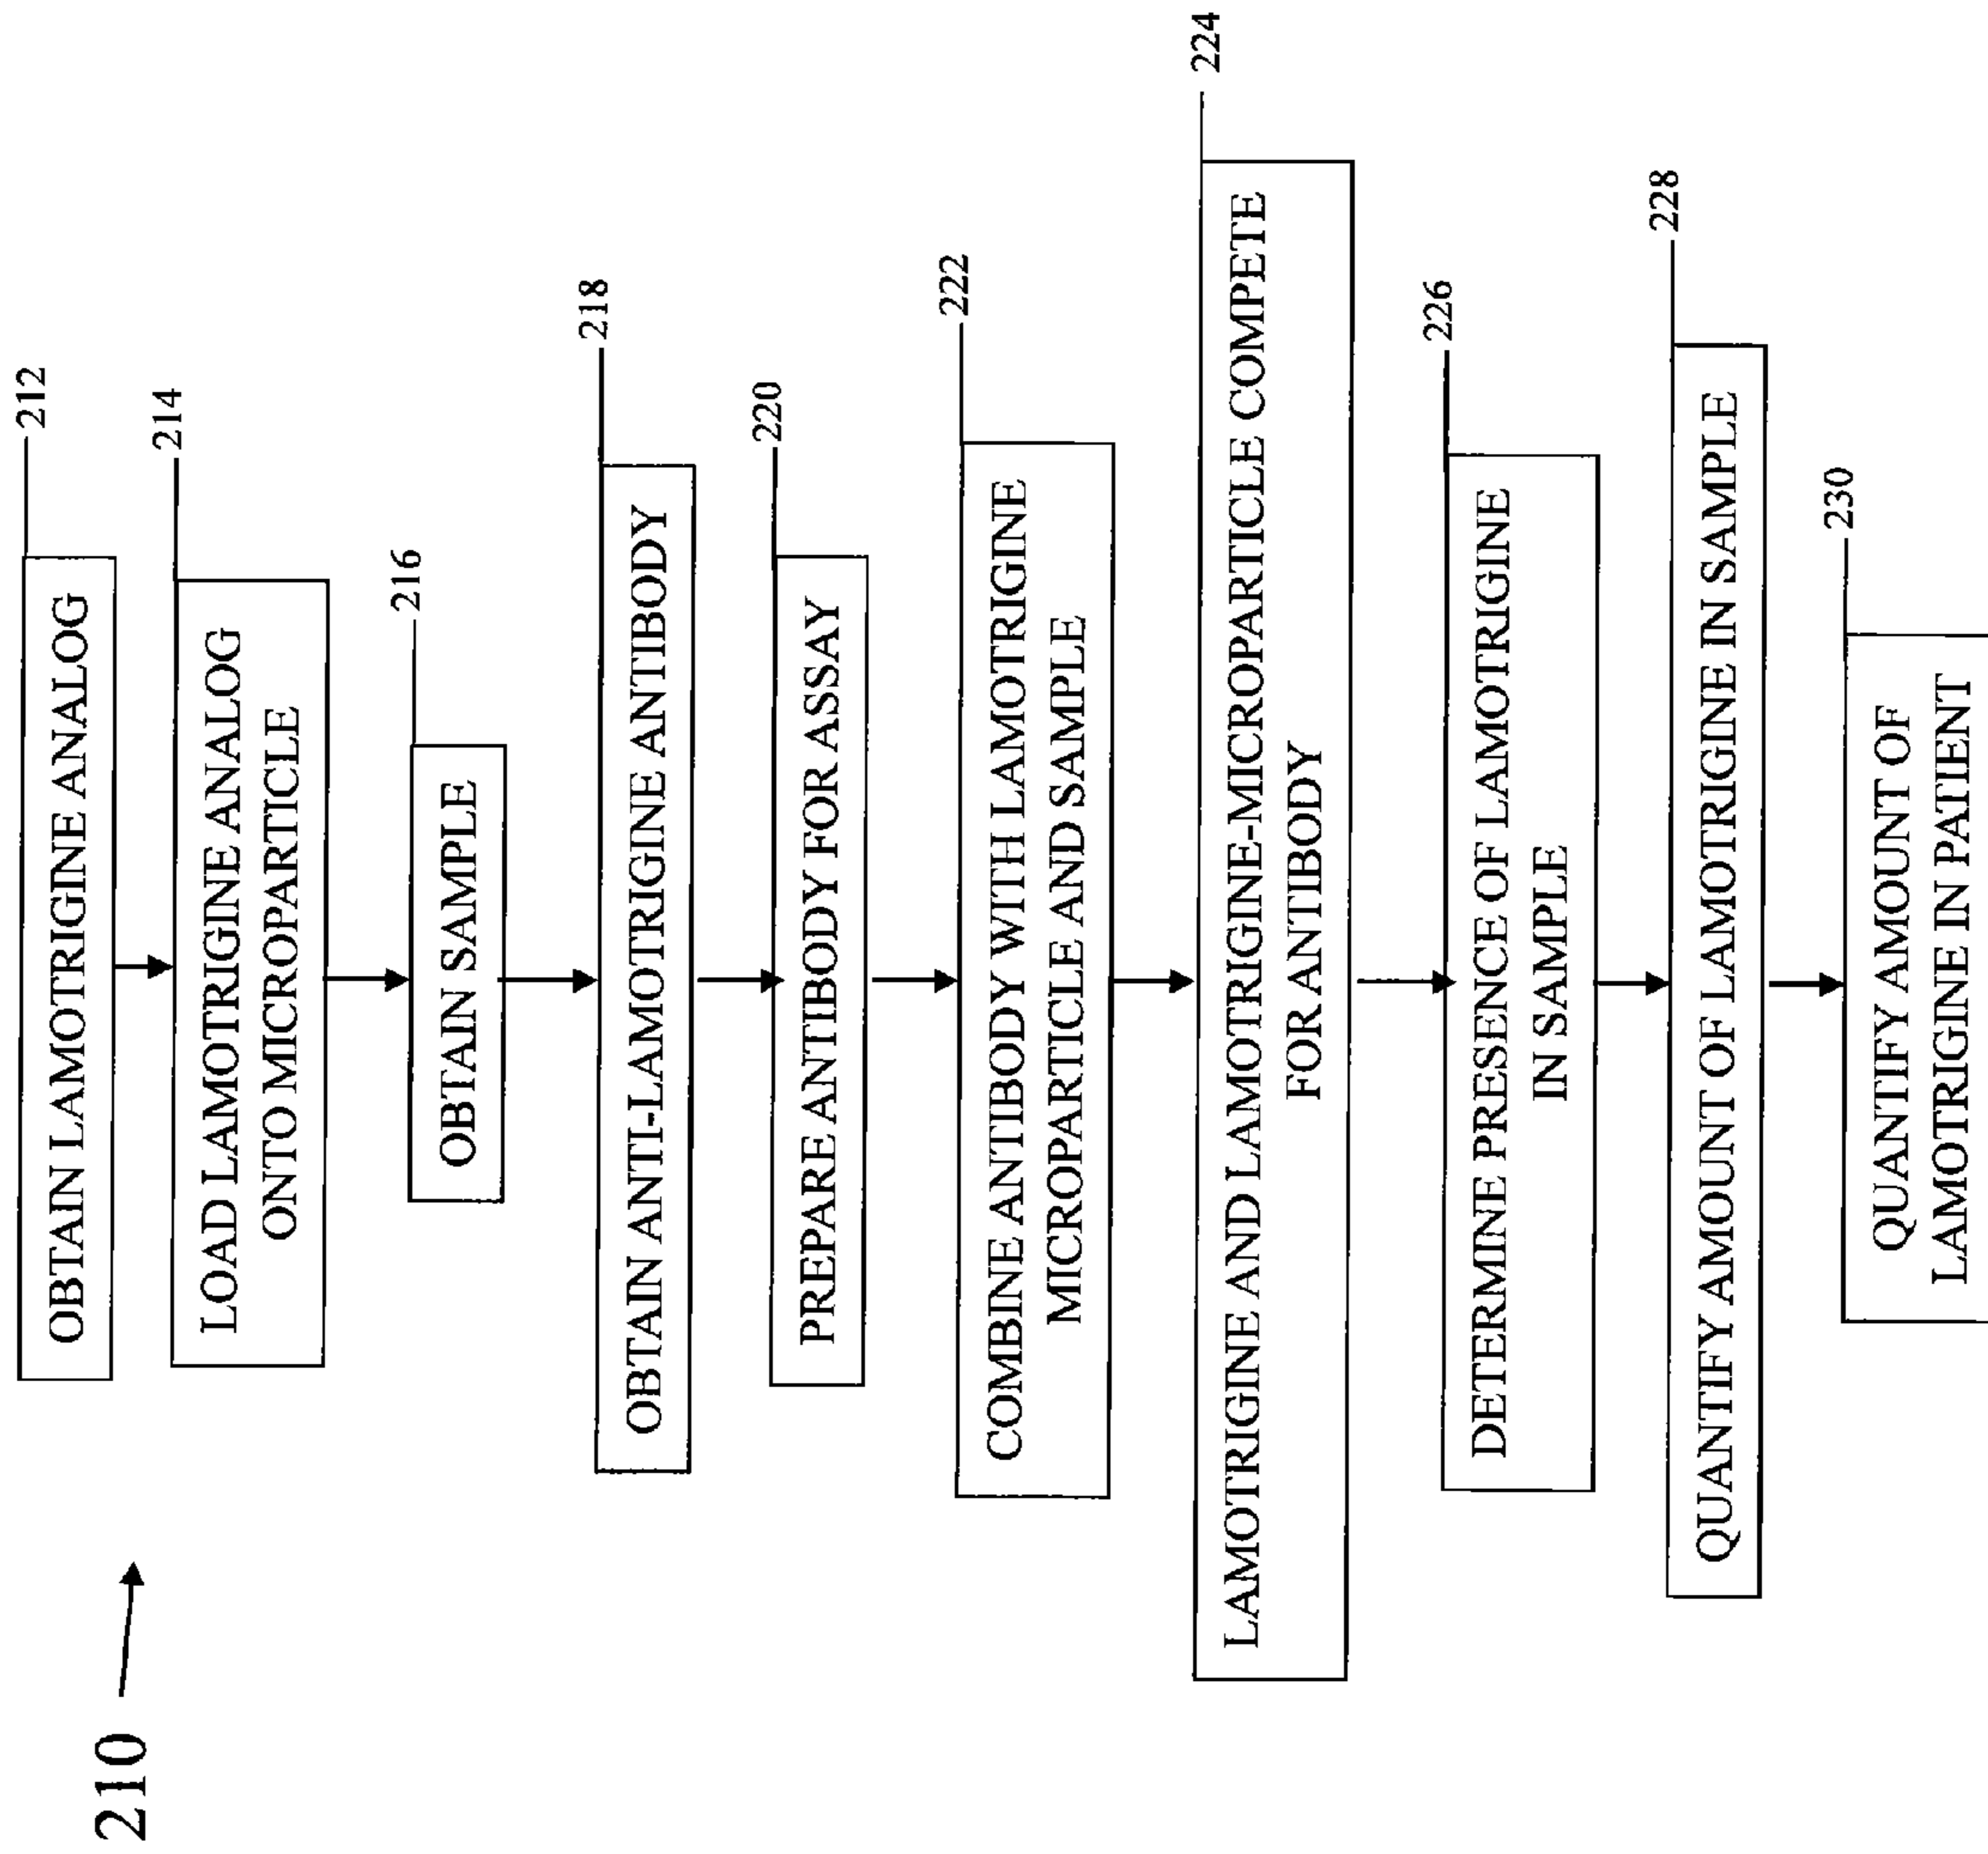 210
212
OBTAIN LAMOTRIGINE ANALOG
214
LOAD LAMOTRIGINE ANALOG
ONTO MICROPARTICLE
216
OBTAIN SAMPLE
218
OBTAIN ANTI-LAMOTRIGINE ANTIBODY
220
PREPARE ANTIBODY FOR ASSAY
222
COMBINE ANTIBODY WITH LAMOTRIGINE
MICROPARTICLE AND SAMPLE
224
LAMOTRIGINE AND LAMOTRIGINE-MICROPARTICLE COMPETE
FOR ANTIBODY
226
DETERMINE PRESENCE OF LAMOTRIGINE
IN SAMPLE
228
QUANTIFY AMOUNT OF LAMOTRIGNE IN SAMPLE
230
QUANTIFY AMOUNT OF
LAMOTRIGNE IN PATIENT